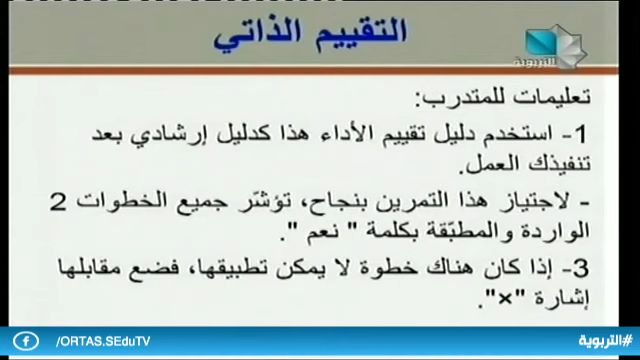 التقييم الذاتي
التربوية
تعليمات للمتدرب:
1- استخدم دليل تقييم الأداء هذا كدليل إرشادي بعد
تنفيذك العمل.
- لاجتياز هذا التمرين بنجاح، تؤشّر جميع الخطوات 2
الواردة والمطبّقة بكلمة " نعم ".
3- إذا كان هناك خطوة لا يمكن تطبيقها، فضع مقابلها
إشارة "×".
/ORTAS.SEduTV
#التربوية